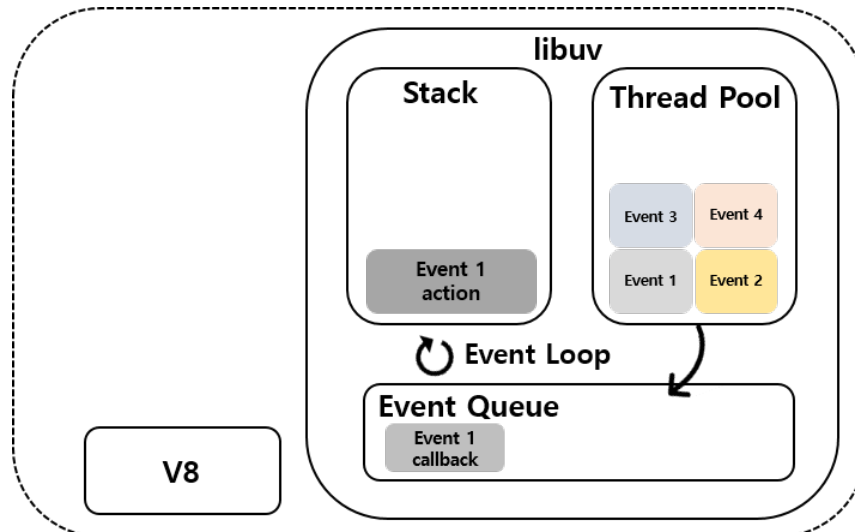 libuv
Stack
Thread Pool
Event 3
Event 4
Event 1
action
Event 1
Event 2
Event Loop
Event Queue
Event 1
callback
V8